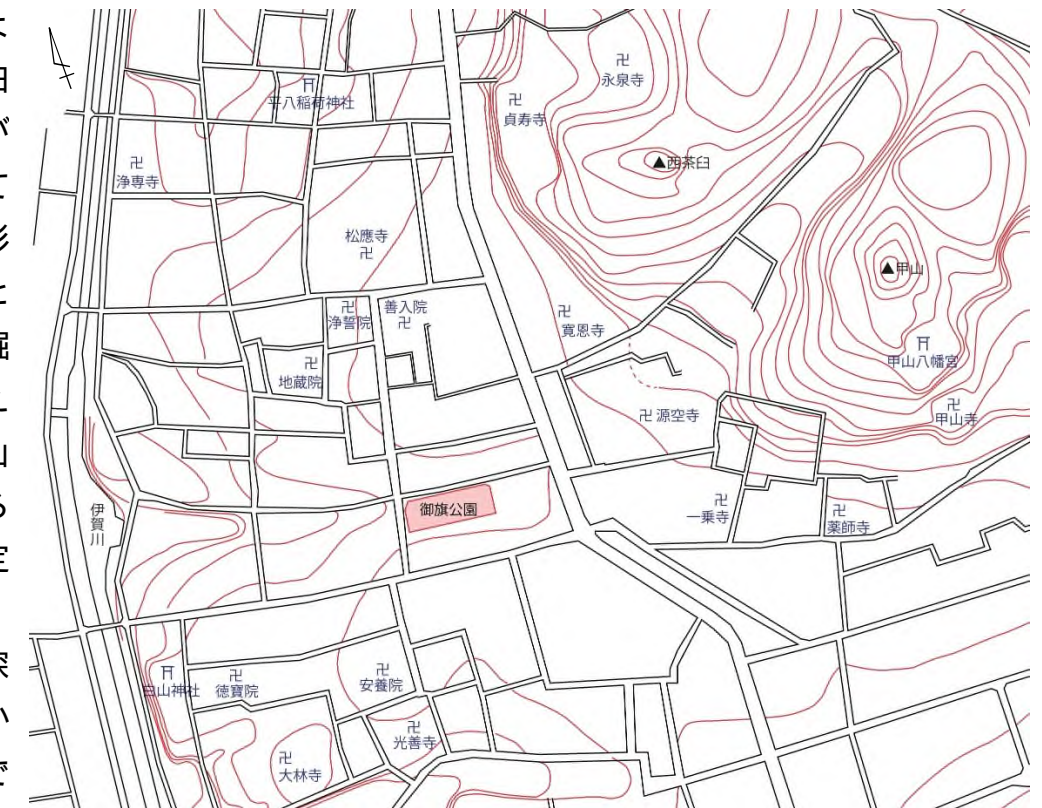 永泉寺
平八稲荷神社
貞寿寺
西茶臼
浄専寺
松應寺
甲山
浄誓院
善入院
寛恩寺
甲山八幡宮
地蔵院
甲山寺
源空寺
御旗公園
伊賀川
一乗寺
薬師寺
白山神社
徳寶院
安養院
光善寺
大林寺